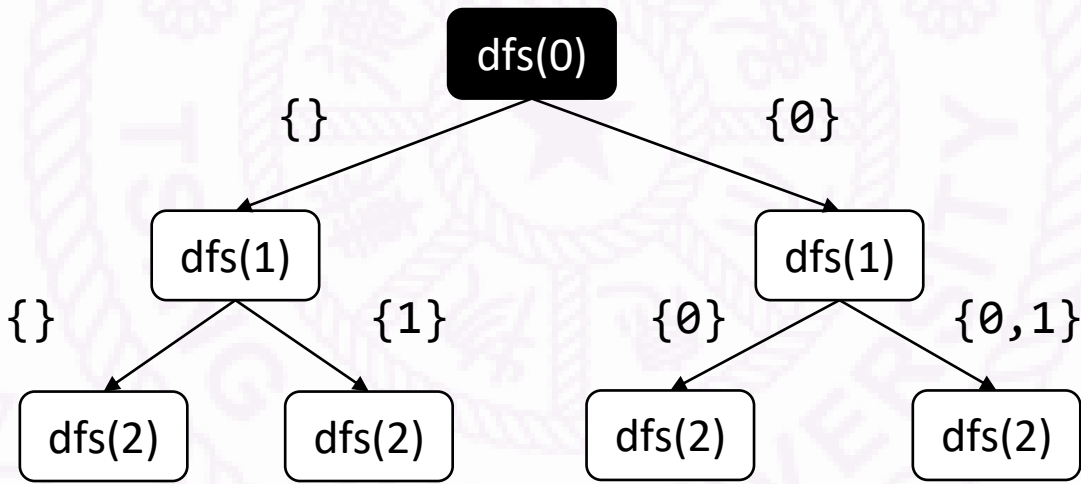 dfs(0)
{} {0}
dfs(1) dfs(1)
{} {1} {0} {0,1}
dfs(2) dfs(2) dfs(2) dfs(2)